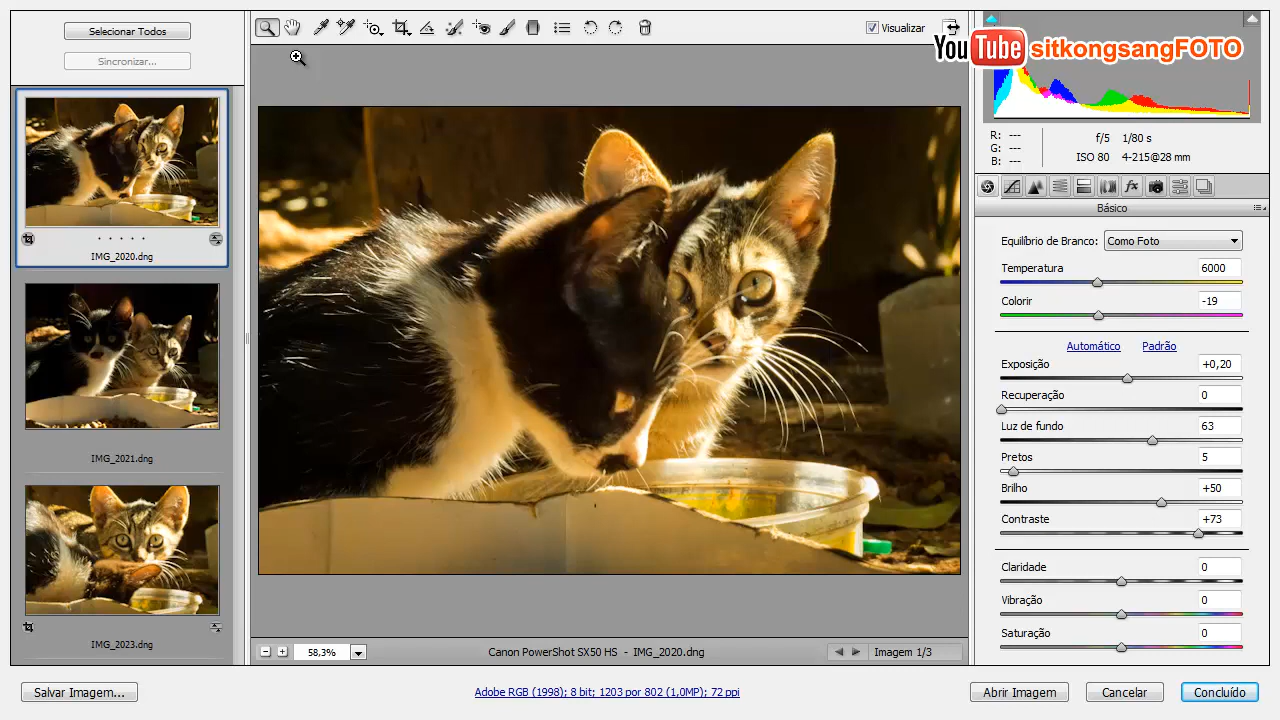 Selecionar Todos
Sincronizar...
IMG_2020.dng
IMG_2021.dng
IMG_2023.dng
Visualizar
YouTube sitkongsangFOTO
R: ---
G: ---
B: ---
f/5 1/80 s
ISO 80 4-215@28 mm
Básico
Equilíbrio de Branco: Como Foto
Temperatura 6000
Colorir -19
Automático Padrão
Exposição +0,20
Recuperação 0
Luz de fundo 63
Pretos 5
Brilho +50
Contraste +73
Claridade 0
Vibração 0
Saturação 0
58,3%
Canon PowerShot SX50 HS - IMG_2020.dng
Imagem 1/3
Salvar Imagem...
Adobe RGB (1998); 8 bit; 1203 por 802 (1,0MP); 72 ppi
Abrir Imagem
Cancelar
Concluído